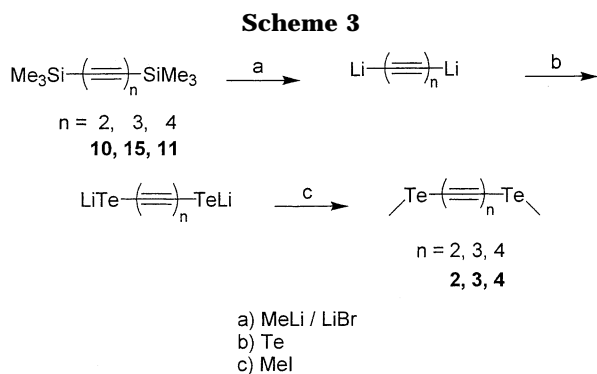 Scheme 3
Me3Si ( )n SiMe3 a Li ( )n Li b
n = 2, 3, 4
10, 15, 11
LiTe ( )n TeLi c Te ( )n Te
n = 2, 3, 4
2, 3, 4
a) MeLi / LiBr
b) Te
c) MeI